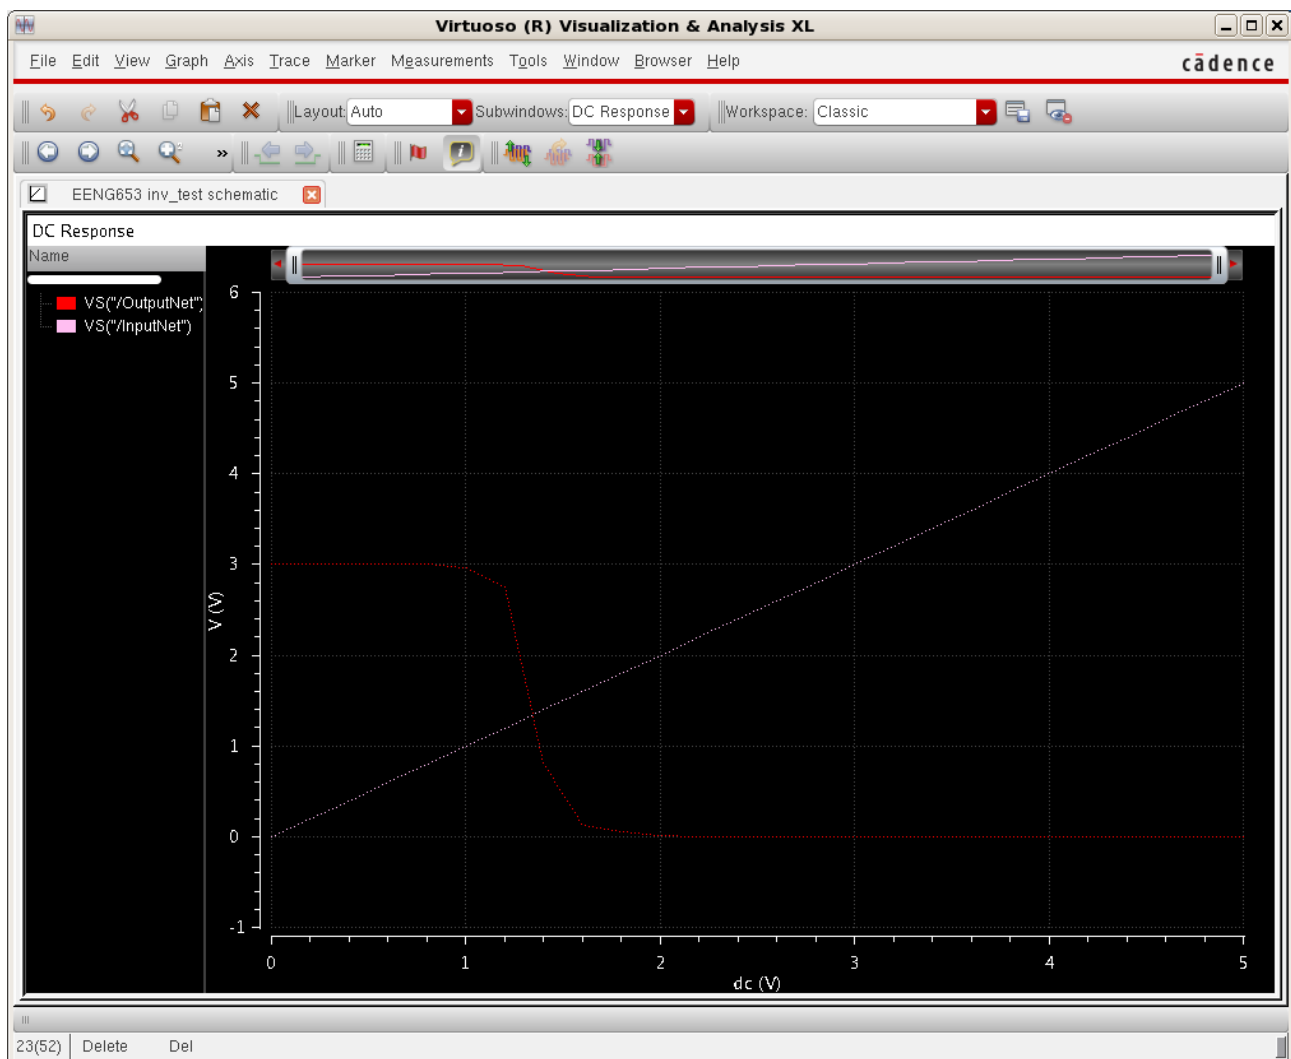 Virtuoso (R) Visualization & Analysis XL
File Edit View Graph Axis Trace Marker Measurements Tools Window Browser Help cādence
Layout: Auto Subwindows: DC Response Workspace: Classic
»
EENG653 inv_test schematic
DC Response
Name
VS("/OutputNet")
VS("/InputNet")
6
5
4
3
2
1
0
-1
V (V)
0 1 2 3 4 5
dc (V)
23(52) Delete Del